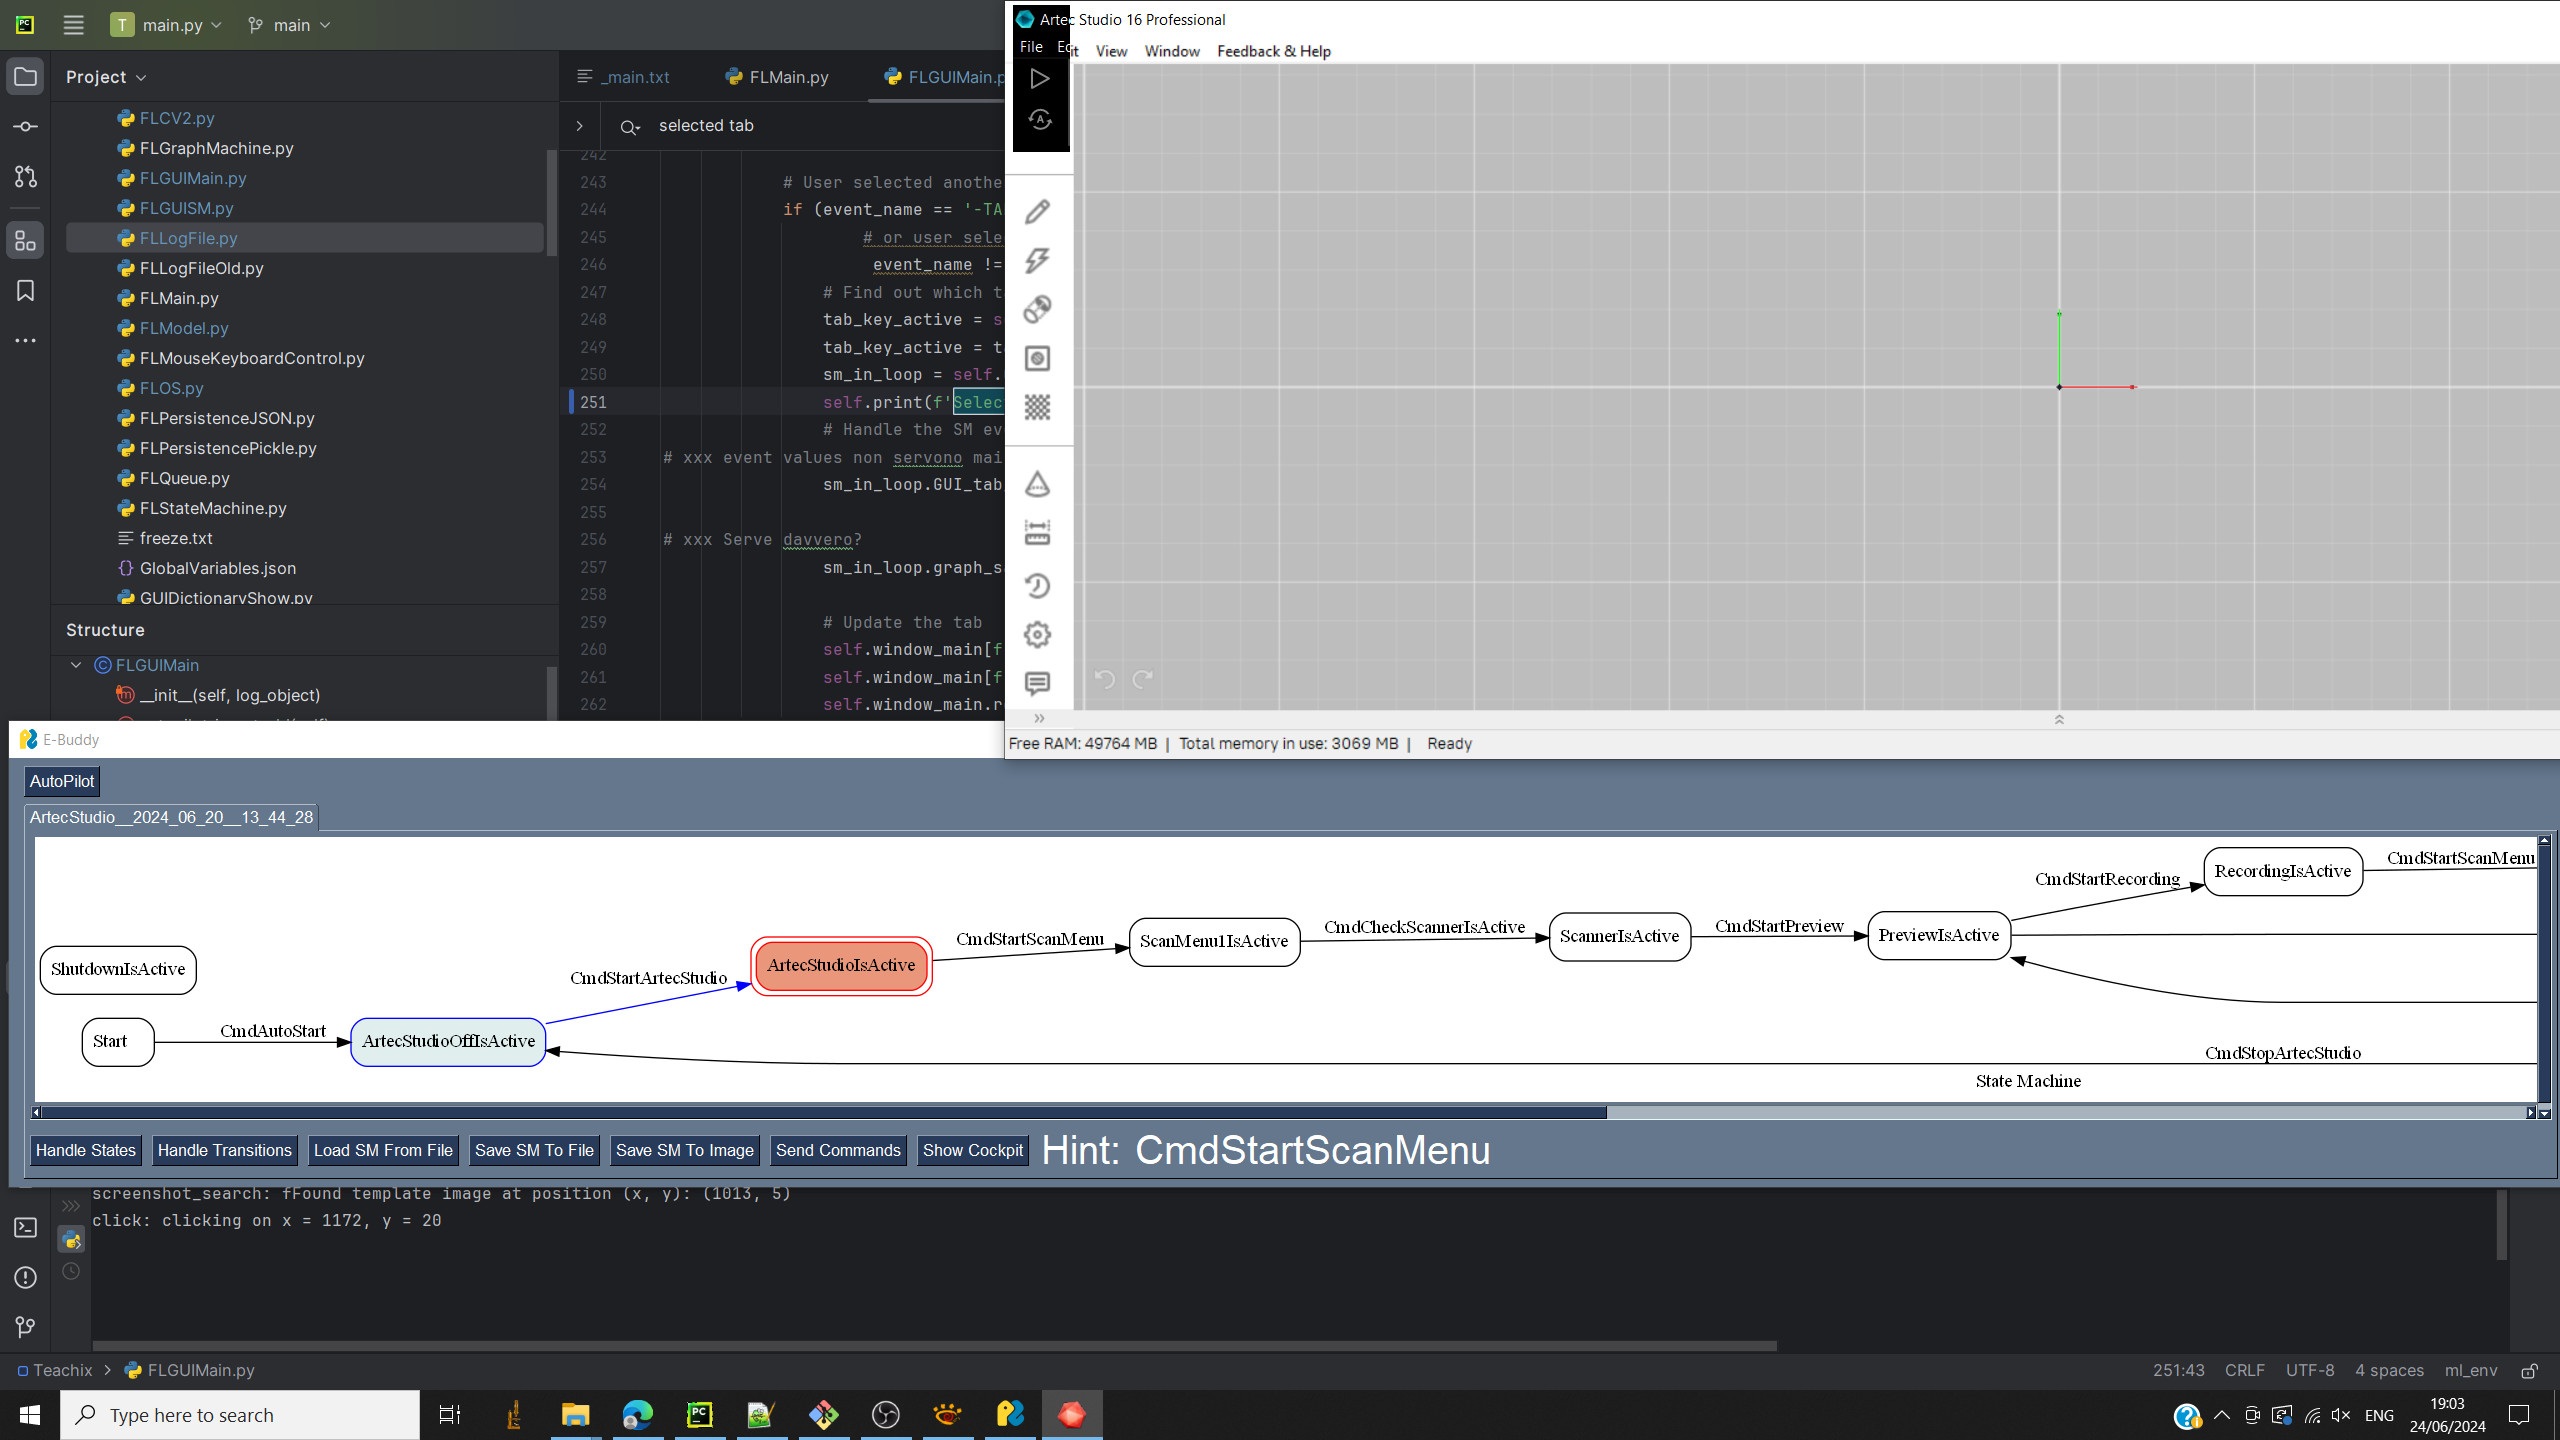 main.py
main
Project
_main.txt
FLMain.py
FLGUIMain.p
selected tab
FLCV2.py
FLGraphMachine.py
FLGUIMain.py
FLGUISM.py
FLLogFile.py
FLLogFileOld.py
FLMain.py
FLModel.py
FLMouseKeyboardControl.py
FLOS.py
FLPersistenceJSON.py
FLPersistencePickle.py
FLQueue.py
FLStateMachine.py
freeze.txt
GlobalVariables.json
GUIDictionaryShow.py
Structure
FLGUIMain
__init__(self, log_object)
242
243 # User selected anothe
244 if (event_name == '-TA
245 # or user sele
246 event_name !=
247 # Find out which t
248 tab_key_active = s
249 tab_key_active = t
250 sm_in_loop = self.
251 self.print(f'Selec
252 # Handle the SM ev
253 # xxx event values non servono mai
254 sm_in_loop.GUI_tab
255
256 # xxx Serve davvero?
257 sm_in_loop.graph_s
258
259 # Update the tab
260 self.window_main[f
261 self.window_main[f
262 self.window_main.r
Artec Studio 16 Professional
File Edit View Window Feedback & Help
Free RAM: 49764 MB | Total memory in use: 3069 MB | Ready
E-Buddy
AutoPilot
ArtecStudio__2024_06_20__13_44_28
CmdStartScanMenu
RecordingIsActive
CmdStartRecording
CmdCheckScannerIsActive
CmdStartPreview
CmdStartScanMenu
ScanMenu1IsActive
ScannerIsActive
PreviewIsActive
ShutdownIsActive
ArtecStudioIsActive
CmdStartArtecStudio
CmdAutoStart
Start
ArtecStudioOffIsActive
CmdStopArtecStudio
State Machine
Handle States
Handle Transitions
Load SM From File
Save SM To File
Save SM To Image
Send Commands
Show Cockpit
Hint: CmdStartScanMenu
screenshot_search: fFound template image at position (x, y): (1013, 5)
click: clicking on x = 1172, y = 20
Teachix > FLGUIMain.py
251:43 CRLF UTF-8 4 spaces ml_env
Type here to search
ENG
19:03
24/06/2024